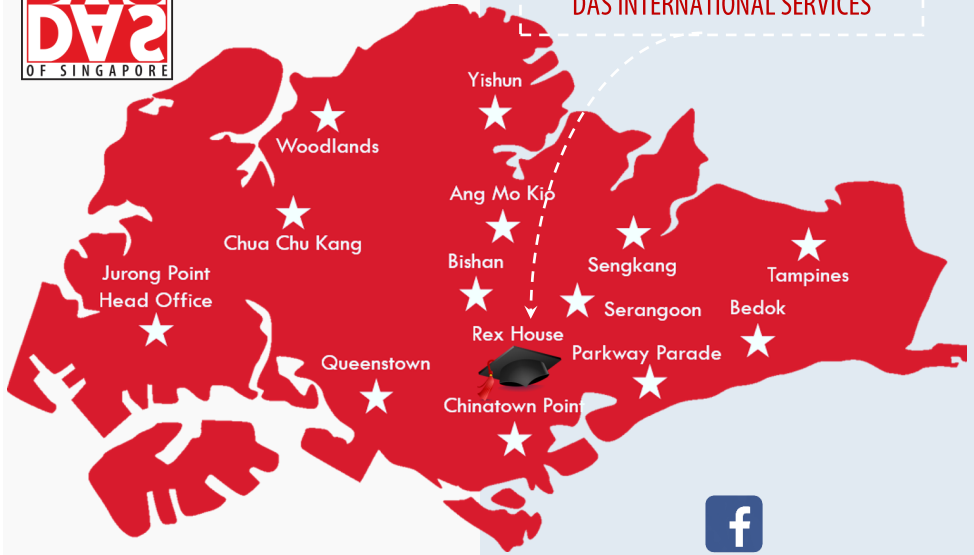 DAS
OF SINGAPORE
DAS INTERNATIONAL SERVICES
Yishun
Woodlands
Ang Mo Kio
Chua Chu Kang
Bishan
Sengkang
Tampines
Jurong Point
Head Office
Serangoon
Bedok
Rex House
Parkway Parade
Queenstown
Chinatown Point
f